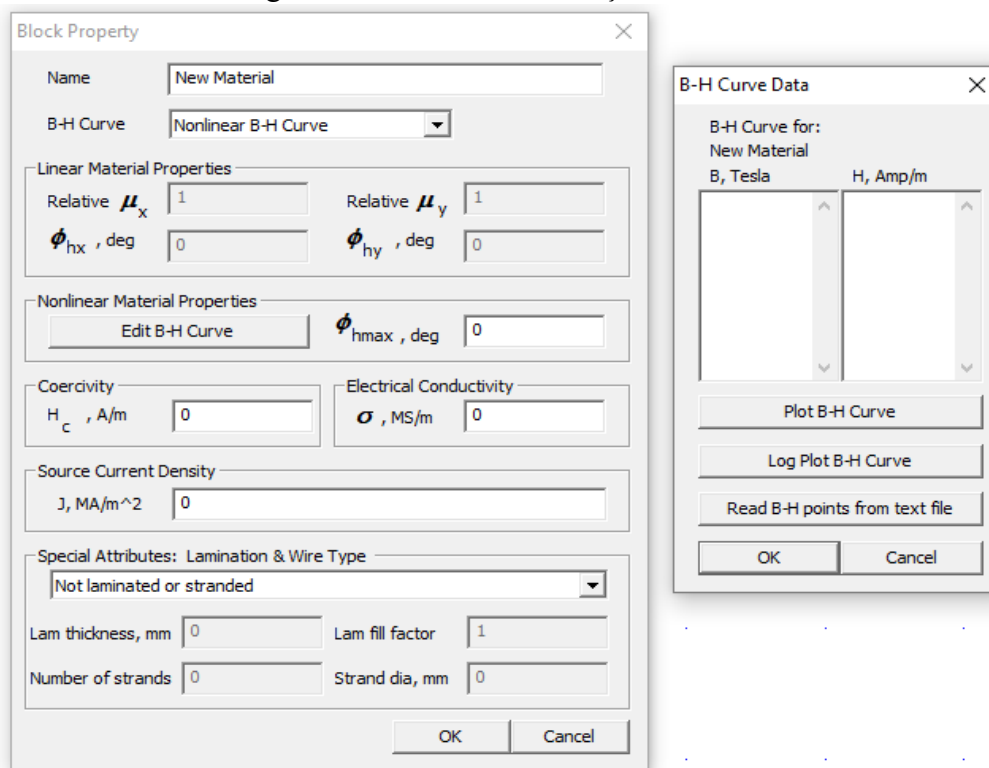 Block Property
Name New Material
B-H Curve Nonlinear B-H Curve
Linear Material Properties
Relative μx 1 Relative μy 1
ϕhx , deg 0 ϕhy , deg 0
Nonlinear Material Properties
Edit B-H Curve ϕhmax , deg 0
Coercivity Electrical Conductivity
Hc , A/m 0 σ , MS/m 0
Source Current Density
J, MA/m^2 0
Special Attributes: Lamination & Wire Type
Not laminated or stranded
Lam thickness, mm 0 Lam fill factor 1
Number of strands 0 Strand dia, mm 0
OK Cancel
B-H Curve Data
B-H Curve for:
New Material
B, Tesla H, Amp/m
Plot B-H Curve
Log Plot B-H Curve
Read B-H points from text file
OK Cancel